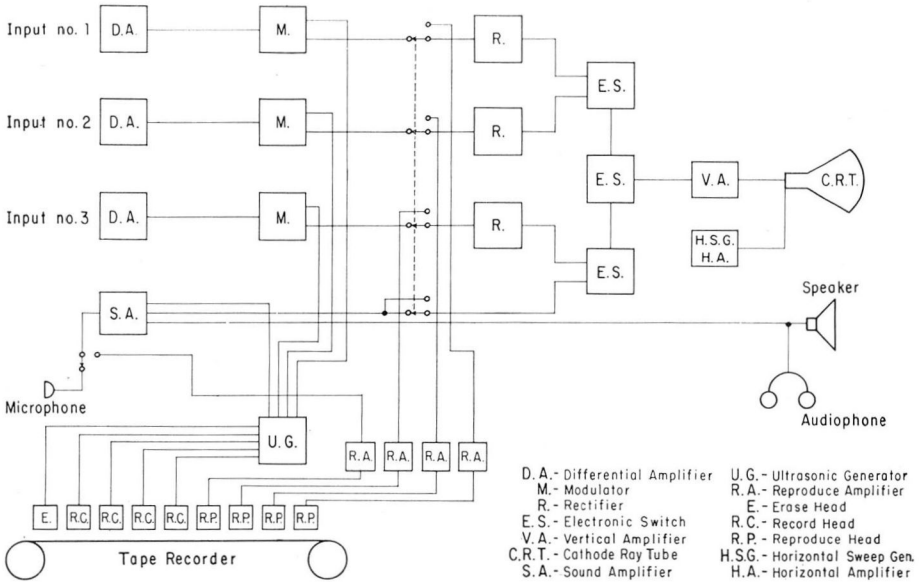 Input no. 1 D.A. M. R.
E.S.
Input no. 2 D.A. M. R.
E.S. V.A. C.R.T.
Input no. 3 D.A. M. R.
H.S.G.
H.A.
E.S.
Speaker
S.A.
Microphone
Audiophone
U.G.
R.A. R.A. R.A. R.A.
E. R.C. R.C. R.C. R.C. R.P. R.P. R.P. R.P.
Tape Recorder
D.A.- Differential Amplifier
M.- Modulator
R.- Rectifier
E.S.- Electronic Switch
V.A.- Vertical Amplifier
C.R.T.- Cathode Ray Tube
S.A.- Sound Amplifier
U.G.- Ultrasonic Generator
R.A.- Reproduce Amplifier
E.- Erase Head
R.C.- Record Head
R.P.- Reproduce Head
H.S.G.- Horizontal Sweep Gen.
H.A.- Horizontal Amplifier